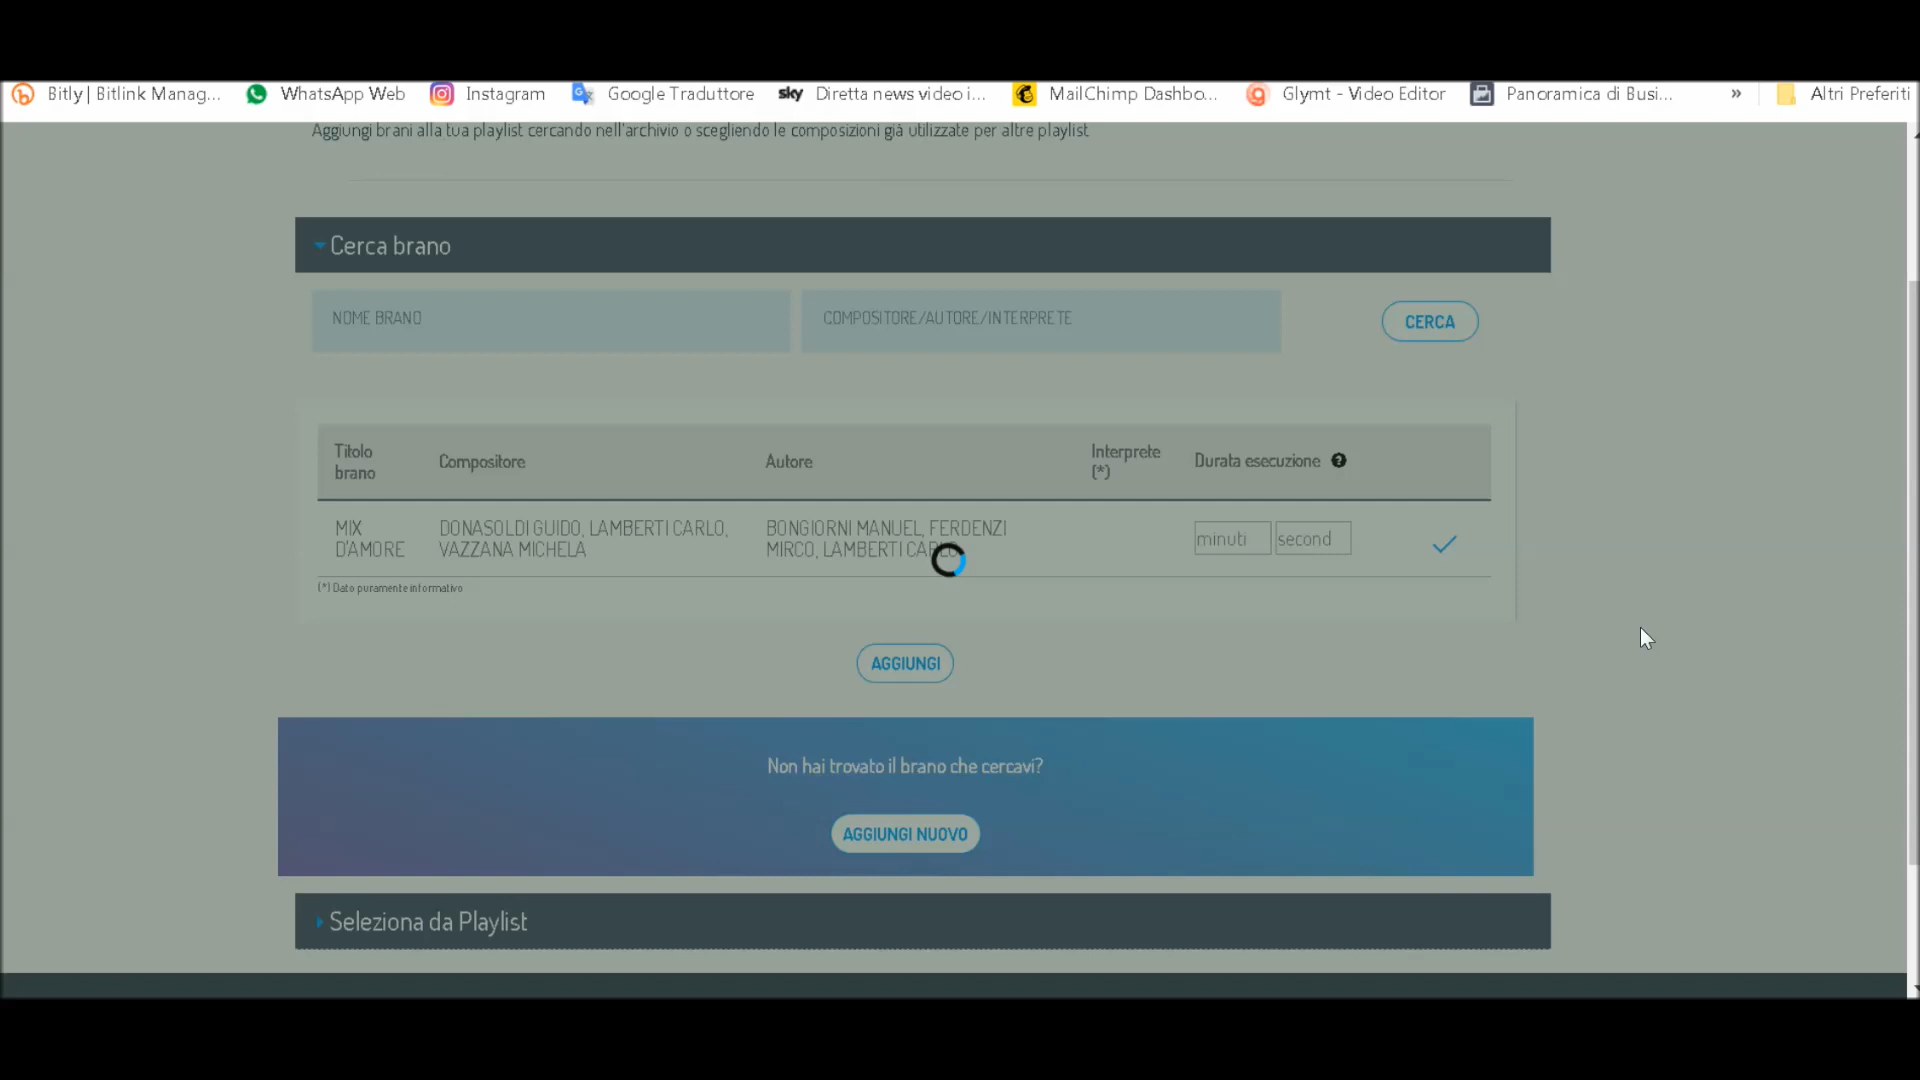 Bitly | Bitlink Manag... WhatsApp Web Instagram Google Traduttore sky Diretta news video i... MailChimp Dashbo... Glymt - Video Editor Panoramica di Busi... » Altri Preferiti
Aggiungi brani alla tua playlist cercando nell'archivio o scegliendo le composizioni già utilizzate per altre playlist
Cerca brano
NOME BRANO COMPOSITORE/AUTORE/INTERPRETE CERCA
Titolo brano Compositore Autore Interprete (*) Durata esecuzione ?
MIX D'AMORE DONASOLDI GUIDO, LAMBERTI CARLO, VAZZANA MICHELA BONGIORNI MANUEL, FERDENZI MIRCO, LAMBERTI CARLO minuti second
(*) Dato puramente informativo
AGGIUNGI
Non hai trovato il brano che cercavi?
AGGIUNGI NUOVO
Seleziona da Playlist